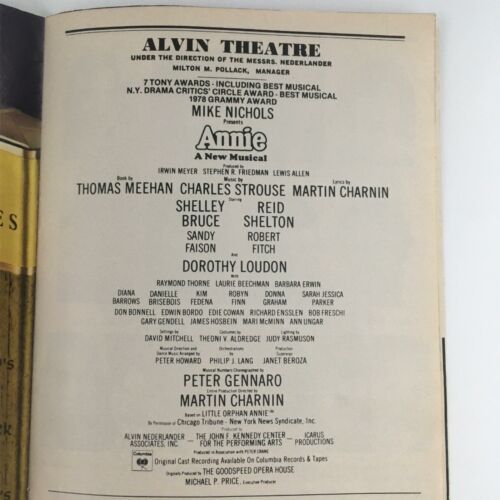 ALVIN THEATRE
UNDER THE DIRECTION OF THE MESSRS. NEDERLANDER
MILTON M. POLLACK, MANAGER
7 TONY AWARDS - INCLUDING BEST MUSICAL
N.Y. DRAMA CRITICS' CIRCLE AWARD - BEST MUSICAL
1978 GRAMMY AWARD
MIKE NICHOLS
Presents
Annie
A New Musical
Produced by
IRWIN MEYER STEPHEN R. FRIEDMAN LEWIS ALLEN
Book by Music by Lyrics by
THOMAS MEEHAN CHARLES STROUSE MARTIN CHARNIN
Starring
SHELLEY REID
BRUCE SHELTON
SANDY ROBERT
FAISON FITCH
And
DOROTHY LOUDON
With
RAYMOND THORNE LAURIE BEECHMAN BARBARA ERWIN
DIANA DANIELLE KIM ROBYN DONNA SARAH JESSICA
BARROWS BRISEBOIS FEDENA FINN GRAHAM PARKER
DON BONNELL EDWIN BORDO EDIE COWAN RICHARD ENSSLEN BOB FRESCHI
GARY GENDELL JAMES HOSBEIN MARI McMINN ANN UNGAR
Settings by Costumes by Lighting by
DAVID MITCHELL THEONI V. ALDREDGE JUDY RASMUSON
Musical Direction and Orchestrations Production
Dance Music Arranged by by Supervisor
PETER HOWARD PHILIP J. LANG JANET BEROZA
Musical Numbers Choreographed by
PETER GENNARO
Entire Production Directed by
MARTIN CHARNIN
Based on LITTLE ORPHAN ANNIE
By Permission of Chicago Tribune - New York News Syndicate, Inc.
Produced by
ALVIN NEDERLANDER THE JOHN F. KENNEDY CENTER ICARUS
ASSOCIATES, INC. FOR THE PERFORMING ARTS PRODUCTIONS
Produced in Association with PETER CRANE
Columbia
Original Cast Recording Available On Columbia Records & Tapes
Originally Produced by THE GOODSPEED OPERA HOUSE
MICHAEL P. PRICE, Executive Producer
E S